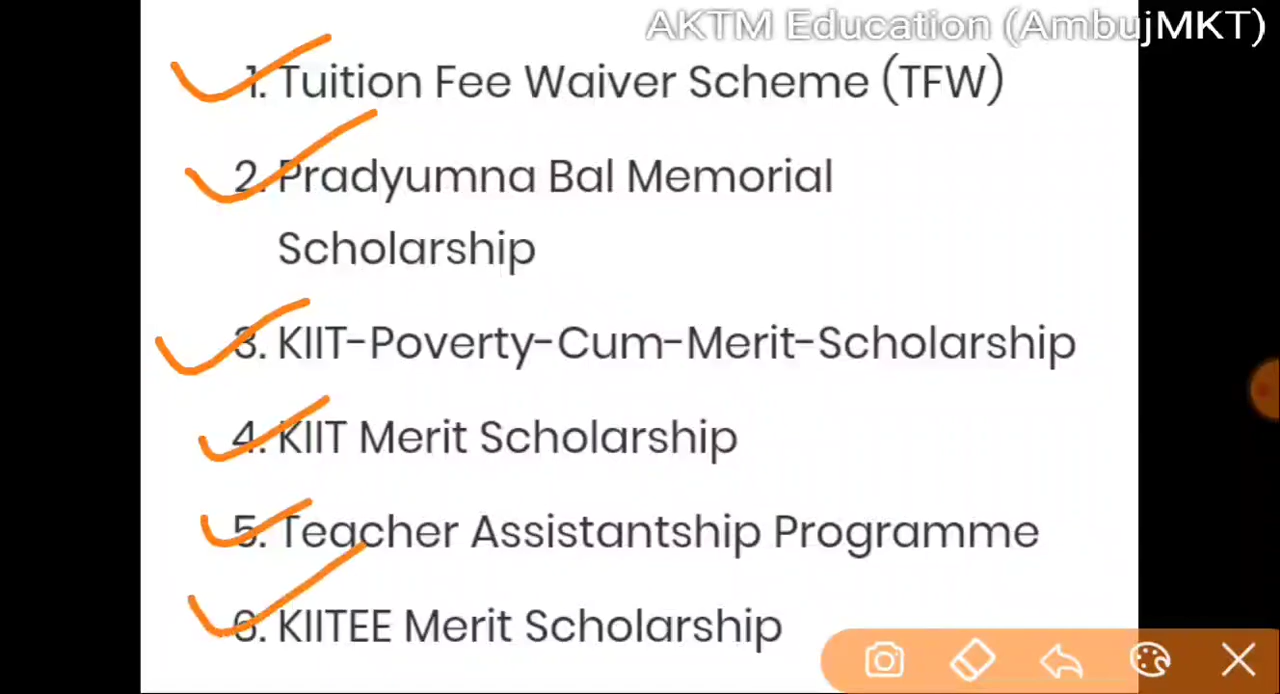 AKTM Education (AmbujMKT)
1. Tuition Fee Waiver Scheme (TFW)
2. Pradyumna Bal Memorial
Scholarship
3. KIIT-Poverty-Cum-Merit-Scholarship
4. KIIT Merit Scholarship
5. Teacher Assistantship Programme
6. KIITEE Merit Scholarship